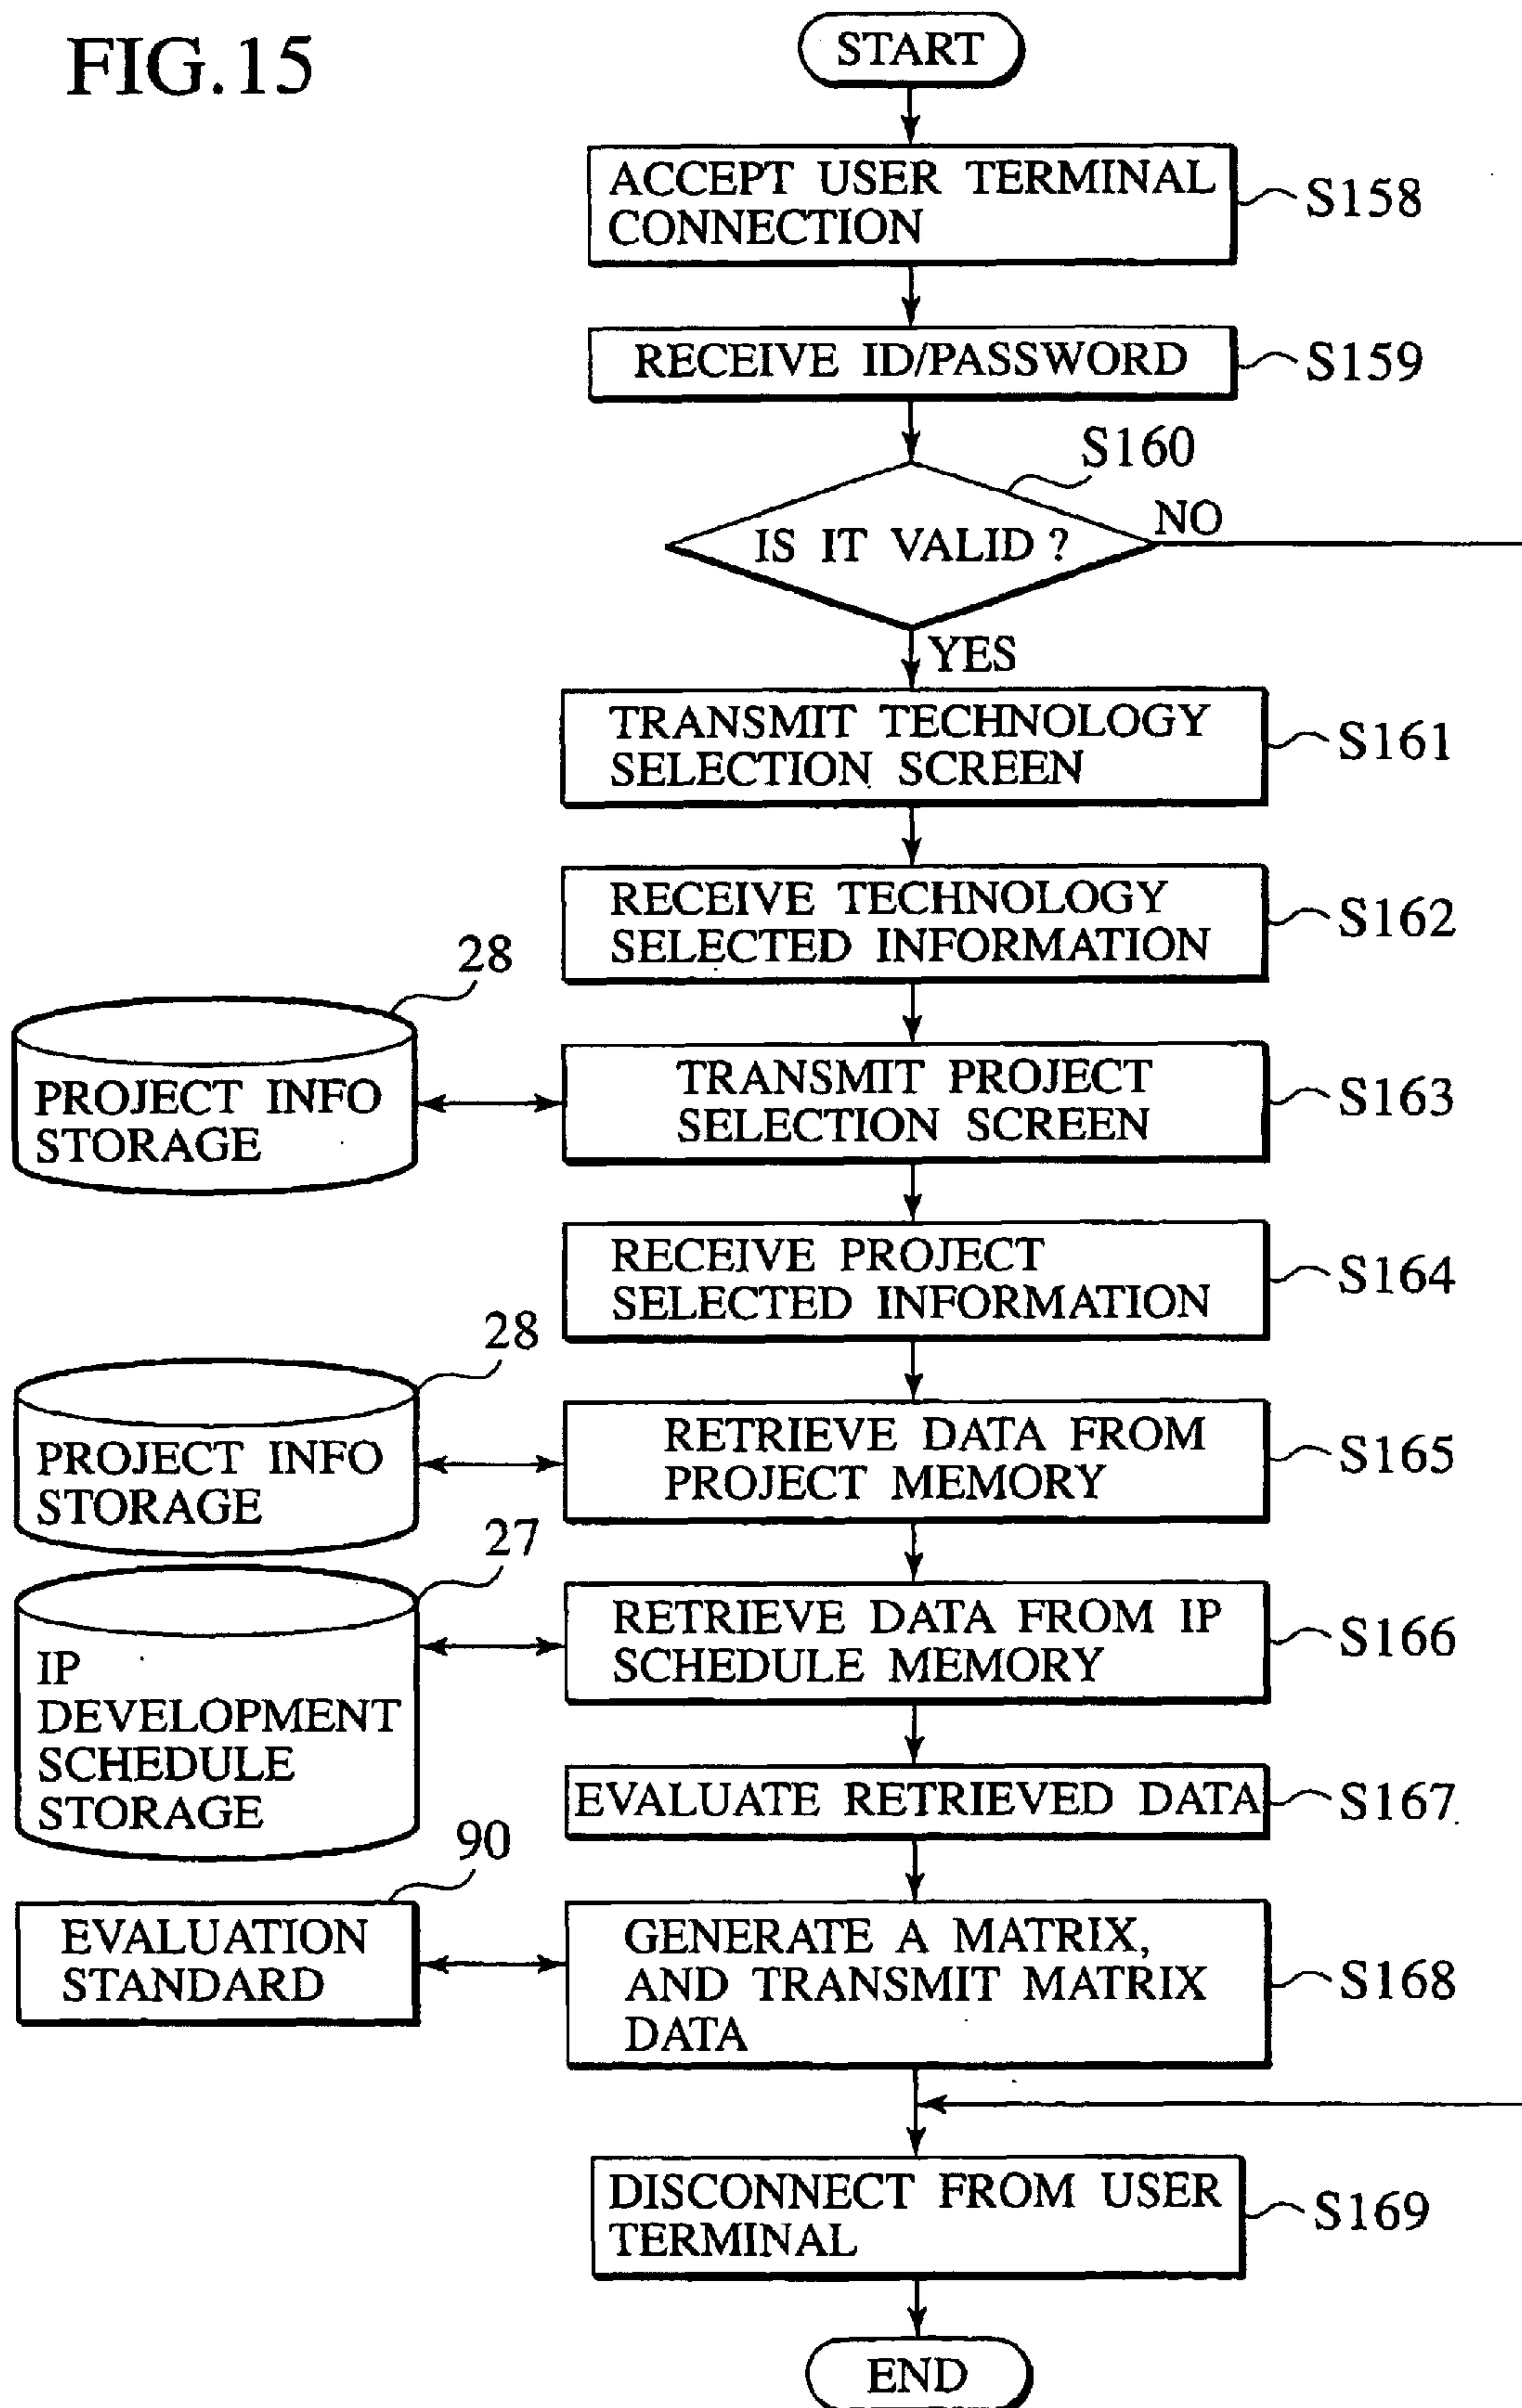 FIG.15
START
ACCEPT USER TERMINAL
CONNECTION
S158
RECEIVE ID/PASSWORD
S159
S160
IS IT VALID ?
NO
YES
TRANSMIT TECHNOLOGY
SELECTION SCREEN
S161
RECEIVE TECHNOLOGY
SELECTED INFORMATION
S162
28
PROJECT INFO
STORAGE
TRANSMIT PROJECT
SELECTION SCREEN
S163
RECEIVE PROJECT
SELECTED INFORMATION
S164
28
PROJECT INFO
STORAGE
RETRIEVE DATA FROM
PROJECT MEMORY
S165
27
IP
DEVELOPMENT
SCHEDULE
STORAGE
RETRIEVE DATA FROM IP
SCHEDULE MEMORY
S166
EVALUATE RETRIEVED DATA
S167
90
EVALUATION
STANDARD
GENERATE A MATRIX,
AND TRANSMIT MATRIX
DATA
S168
DISCONNECT FROM USER
TERMINAL
S169
END